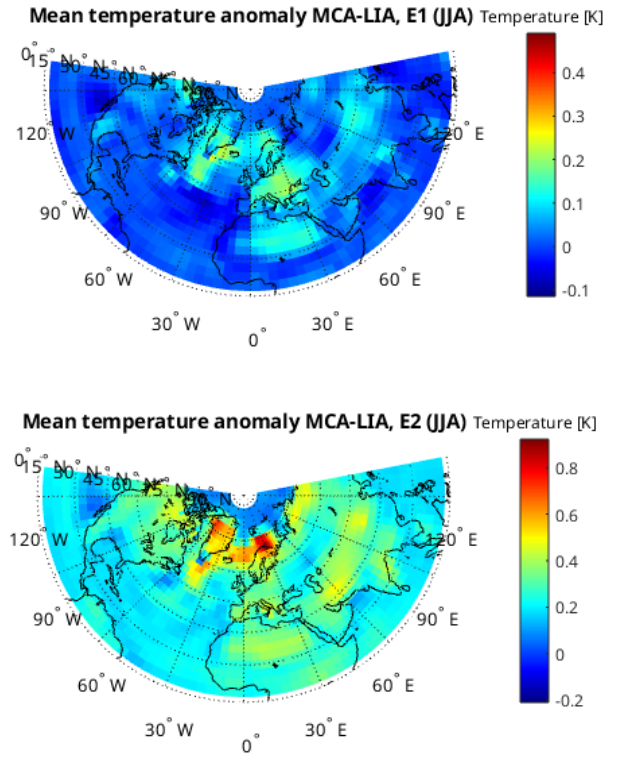 Mean temperature anomaly MCA-LIA, E1 (JJA) Temperature [K]
0°
15° N
30° N
45° N
60° N
75° N
120° W
90° W
60° W
30° W
0°
30° E
60° E
90° E
120° E
0.4
0.3
0.2
0.1
0
-0.1
Mean temperature anomaly MCA-LIA, E2 (JJA) Temperature [K]
0°
15° N
30° N
45° N
60° N
120° W
90° W
60° W
30° W
0°
30° E
60° E
90° E
120° E
0.8
0.6
0.4
0.2
0
-0.2